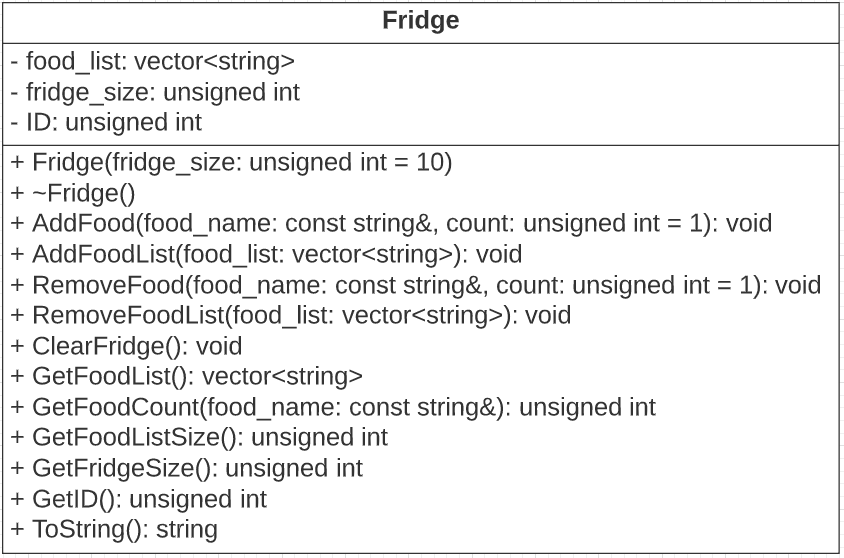 Fridge
- food_list: vector<string>
- fridge_size: unsigned int
- ID: unsigned int
+ Fridge(fridge_size: unsigned int = 10)
+ ~Fridge()
+ AddFood(food_name: const string&, count: unsigned int = 1): void
+ AddFoodList(food_list: vector<string>): void
+ RemoveFood(food_name: const string&, count: unsigned int = 1): void
+ RemoveFoodList(food_list: vector<string>): void
+ ClearFridge(): void
+ GetFoodList(): vector<string>
+ GetFoodCount(food_name: const string&): unsigned int
+ GetFoodListSize(): unsigned int
+ GetFridgeSize(): unsigned int
+ GetID(): unsigned int
+ ToString(): string